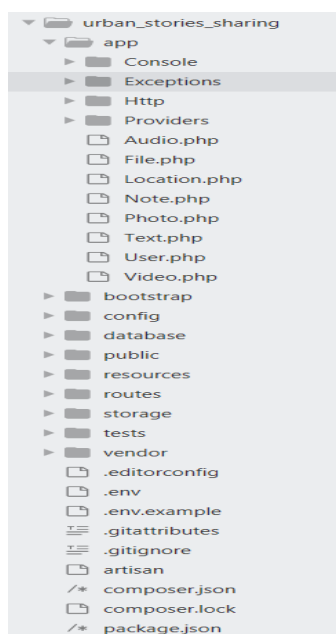 urban_stories_sharing
app
Console
Exceptions
Http
Providers
Audio.php
File.php
Location.php
Note.php
Photo.php
Text.php
User.php
Video.php
bootstrap
config
database
public
resources
routes
storage
tests
vendor
.editorconfig
.env
.env.example
.gitattributes
.gitignore
artisan
/* composer.json
composer.lock
/* package.json